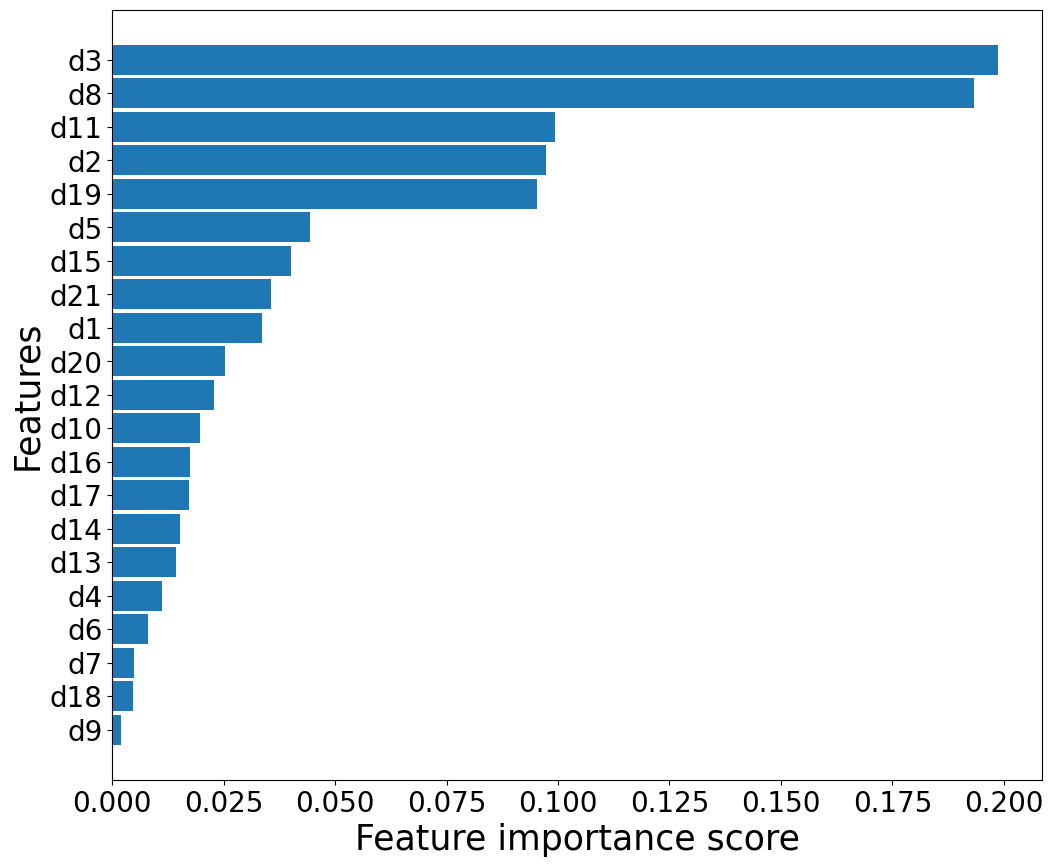 d3
d8
d11
d2
d19
d5
d15
d21
d1
d20
d12
d10
d16
d17
d14
d13
d4
d6
d7
d18
d9
Features
0.000 0.025 0.050 0.075 0.100 0.125 0.150 0.175 0.200
Feature importance score